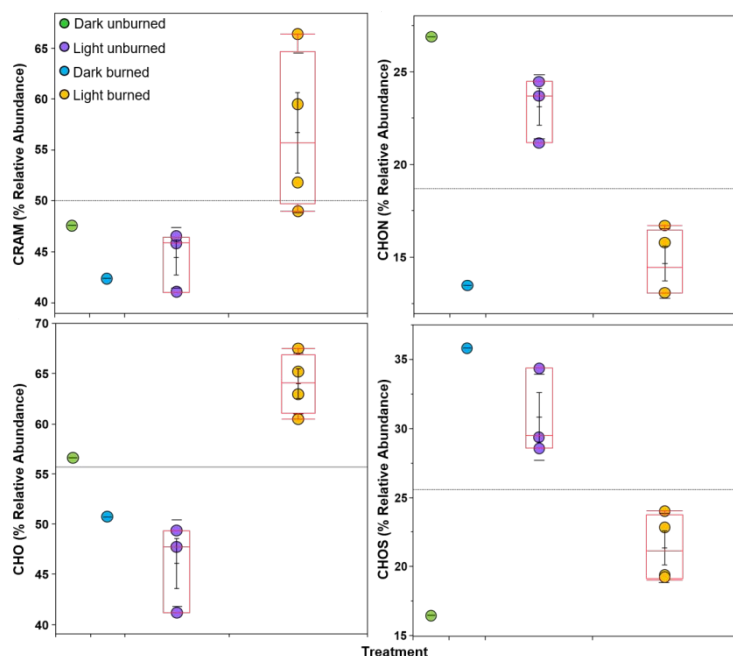 Dark unburned
Light unburned
Dark burned
Light burned
CRAM (% Relative Abundance)
65
60
55
50
45
40
CHON (% Relative Abundance)
25
20
15
CHO (% Relative Abundance)
70
65
60
55
50
45
40
CHOS (% Relative Abundance)
35
30
25
20
15
Treatment